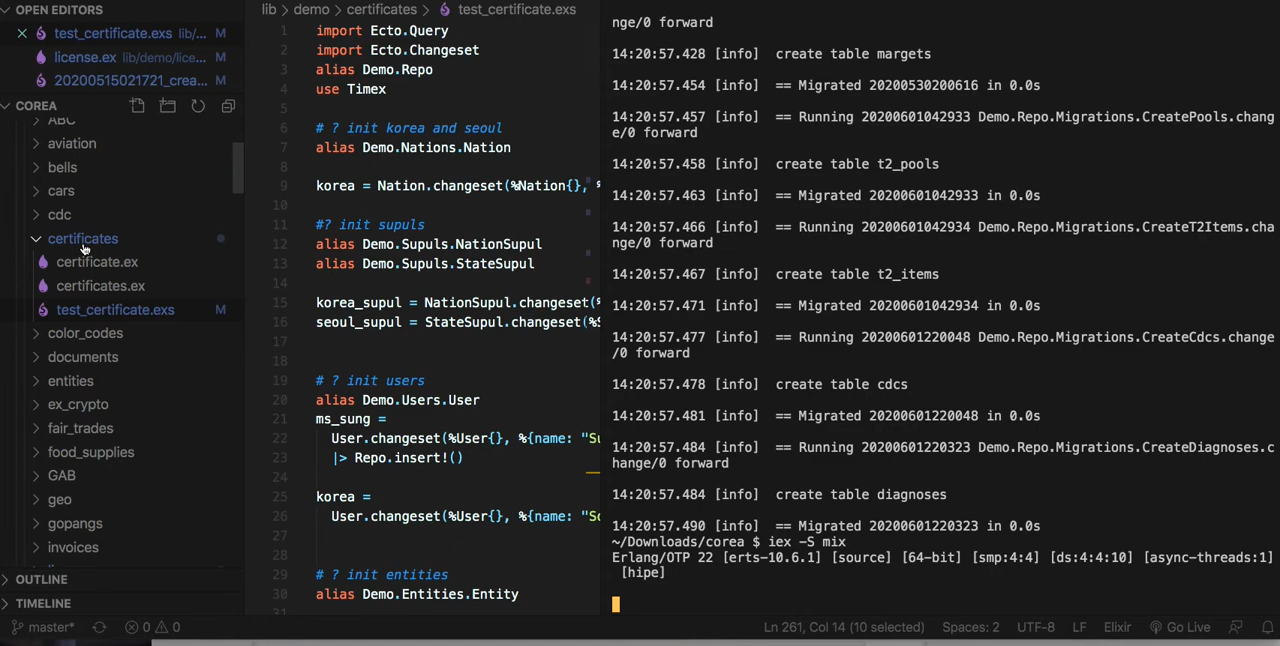 OPEN EDITORS
test_certificate.exs lib/... M
license.ex lib/demo/lice... M
20200515021721_crea... M
COREA
ABC
aviation
bells
cars
cdc
certificates
certificate.ex
certificates.ex
test_certificate.exs M
color_codes
documents
entities
ex_crypto
fair_trades
food_supplies
GAB
geo
gopangs
invoices
OUTLINE
TIMELINE
lib > demo > certificates > test_certificate.exs
1 import Ecto.Query
2 import Ecto.Changeset
3 alias Demo.Repo
4 use Timex
5
6 # ? init korea and seoul
7 alias Demo.Nations.Nation
8
9 korea = Nation.changeset(%Nation{},
10
11 #? init supuls
12 alias Demo.Supuls.NationSupul
13 alias Demo.Supuls.StateSupul
14
15 korea_supul = NationSupul.changeset(%
16 seoul_supul = StateSupul.changeset(%S
17
18
19 # ? init users
20 alias Demo.Users.User
21 ms_sung =
22 User.changeset(%User{}, %{name: "Su
23 |> Repo.insert!()
24
25 korea =
26 User.changeset(%User{}, %{name: "So
27
28
29 # ? init entities
30 alias Demo.Entities.Entity
31
nge/0 forward
14:20:57.428 [info] create table margets
14:20:57.454 [info] == Migrated 20200530200616 in 0.0s
14:20:57.457 [info] == Running 20200601042933 Demo.Repo.Migrations.CreatePools.chang
e/0 forward
14:20:57.458 [info] create table t2_pools
14:20:57.463 [info] == Migrated 20200601042933 in 0.0s
14:20:57.466 [info] == Running 20200601042934 Demo.Repo.Migrations.CreateT2Items.cha
nge/0 forward
14:20:57.467 [info] create table t2_items
14:20:57.471 [info] == Migrated 20200601042934 in 0.0s
14:20:57.477 [info] == Running 20200601220048 Demo.Repo.Migrations.CreateCdcs.change
/0 forward
14:20:57.478 [info] create table cdcs
14:20:57.481 [info] == Migrated 20200601220048 in 0.0s
14:20:57.484 [info] == Running 20200601220323 Demo.Repo.Migrations.CreateDiagnoses.c
hange/0 forward
14:20:57.484 [info] create table diagnoses
14:20:57.490 [info] == Migrated 20200601220323 in 0.0s
~/Downloads/corea $ iex -S mix
Erlang/OTP 22 [erts-10.6.1] [source] [64-bit] [smp:4:4] [ds:4:4:10] [async-threads:1]
[hipe]
master* 0 0 Ln 261, Col 14 (10 selected) Spaces: 2 UTF-8 LF Elixir Go Live